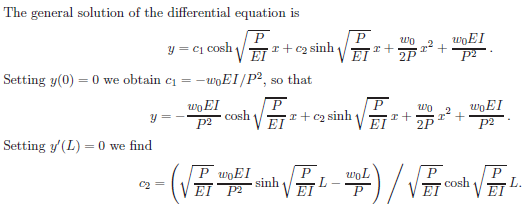 The general solution of the differential equation is
y = c₁ cosh √(P/EI) x + c₂ sinh √(P/EI) x + w₀/2P x² + w₀EI/P² .
Setting y(0) = 0 we obtain c₁ = −w₀EI/P², so that
y = − w₀EI/P² cosh √(P/EI) x + c₂ sinh √(P/EI) x + w₀/2P x² + w₀EI/P² .
Setting y′(L) = 0 we find
c₂ = ( √(P/EI) w₀EI/P² sinh √(P/EI) L − w₀L/P ) / √(P/EI) cosh √(P/EI) L.